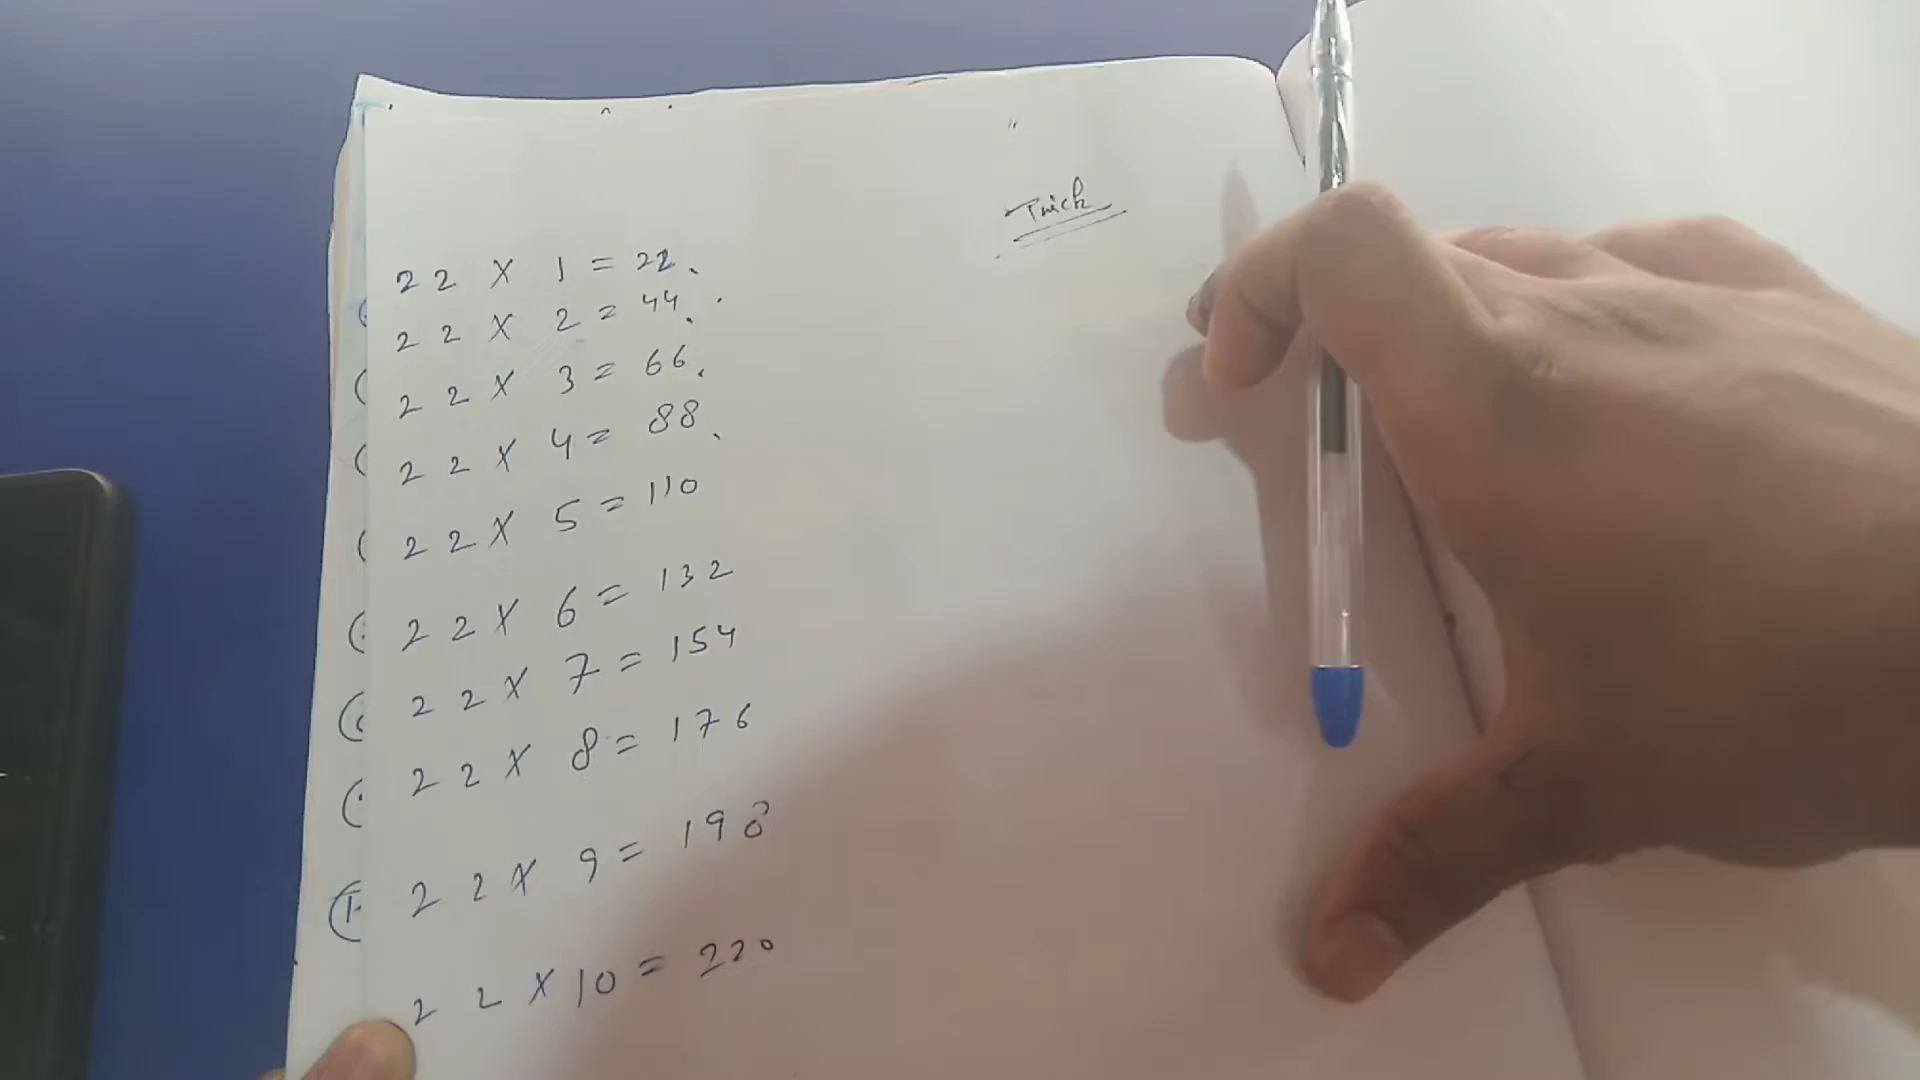 Trick
22 X 1 = 22
22 X 2 = 44
22 X 3 = 66
22 X 4 = 88
22 X 5 = 110
22 X 6 = 132
22 X 7 = 154
22 X 8 = 176
22 X 9 = 198
22 X 10 = 220